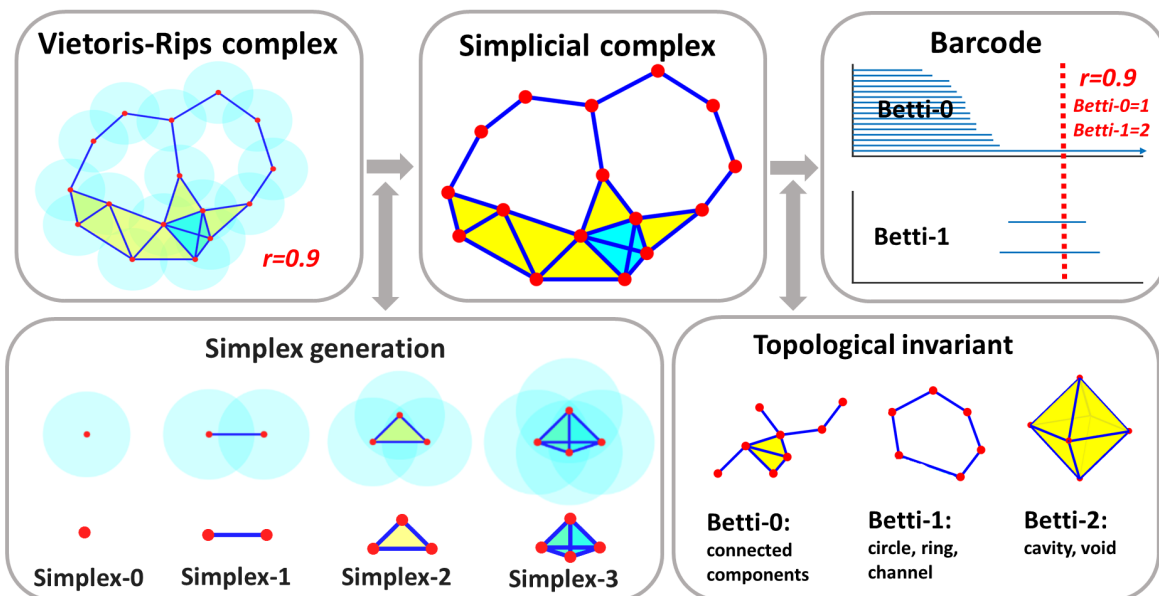 Vietoris-Rips complex
r=0.9
Simplicial complex
Barcode
Betti-0
r=0.9
Betti-0=1
Betti-1=2
Betti-1
Simplex generation
Simplex-0
Simplex-1
Simplex-2
Simplex-3
Topological invariant
Betti-0:
connected
components
Betti-1:
circle, ring,
channel
Betti-2:
cavity, void